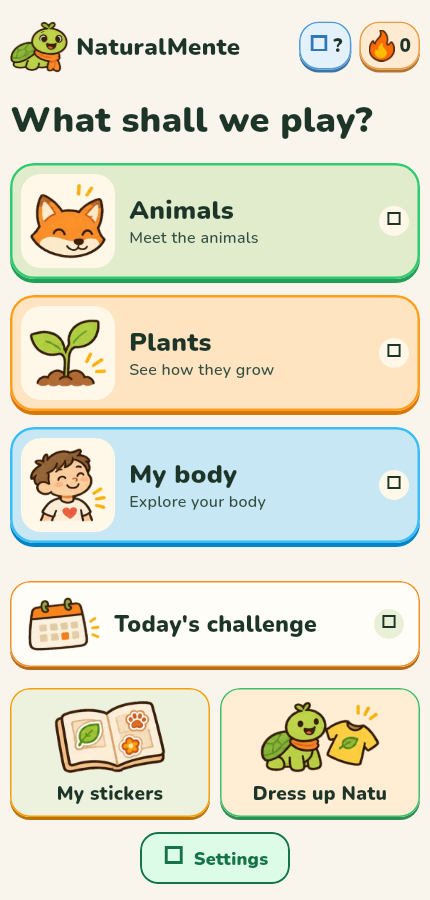 NaturalMente
?
0
What shall we play?
Animals
Meet the animals
Plants
See how they grow
My body
Explore your body
Today's challenge
My stickers
Dress up Natu
Settings